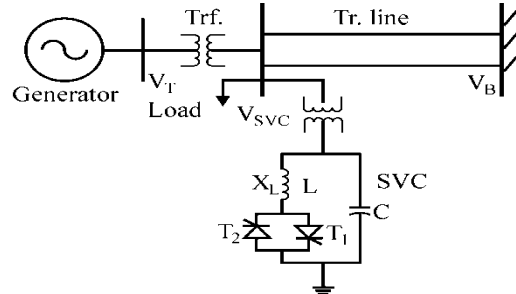 Trf.
Tr. line
V_T
V_B
Generator
Load
V_SVC
X_L
L
SVC
C
T_2
T_1